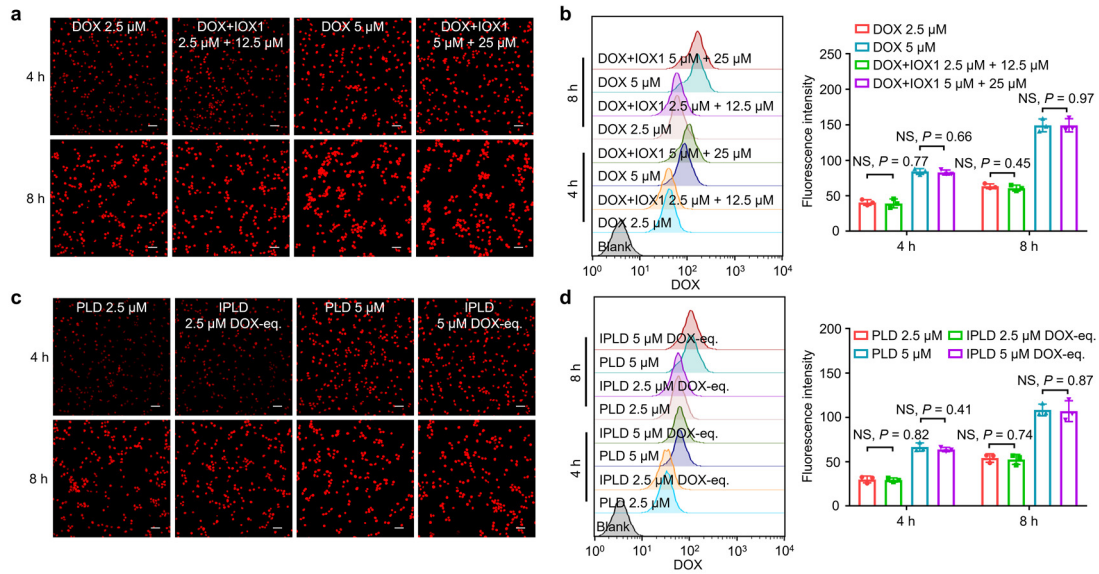 a
DOX 2.5 μM
DOX+IOX1
2.5 μM + 12.5 μM
DOX 5 μM
DOX+IOX1
5 μM + 25 μM
4 h
8 h
b
DOX+IOX1 5 μM + 25 μM
DOX 5 μM
DOX+IOX1 2.5 μM + 12.5 μM
DOX 2.5 μM
DOX+IOX1 5 μM + 25 μM
DOX 5 μM
DOX+IOX1 2.5 μM + 12.5 μM
DOX 2.5 μM
Blank
8 h
4 h
10⁰ 10¹ 10² 10³ 10⁴
DOX
DOX 2.5 μM
DOX 5 μM
DOX+IOX1 2.5 μM + 12.5 μM
DOX+IOX1 5 μM + 25 μM
Fluorescence intensity
250
200
150
100
50
0
NS, P = 0.77
NS, P = 0.66
NS, P = 0.45
NS, P = 0.97
4 h
8 h
c
PLD 2.5 μM
IPLD
2.5 μM DOX-eq.
PLD 5 μM
IPLD
5 μM DOX-eq.
4 h
8 h
d
IPLD 5 μM DOX-eq.
PLD 5 μM
IPLD 2.5 μM DOX-eq.
PLD 2.5 μM
IPLD 5 μM DOX-eq.
PLD 5 μM
IPLD 2.5 μM DOX-eq.
PLD 2.5 μM
Blank
8 h
4 h
10⁰ 10¹ 10² 10³ 10⁴
DOX
PLD 2.5 μM
IPLD 2.5 μM DOX-eq.
PLD 5 μM
IPLD 5 μM DOX-eq.
Fluorescence intensity
200
150
100
50
0
NS, P = 0.82
NS, P = 0.41
NS, P = 0.74
NS, P = 0.87
4 h
8 h